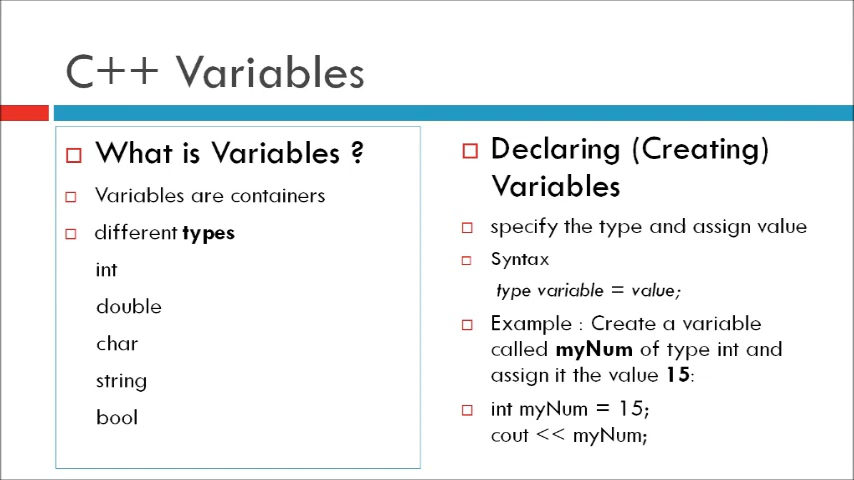 C++ Variables
What is Variables ?
Variables are containers
different types
int
double
char
string
bool
Declaring (Creating)
Variables
specify the type and assign value
Syntax
type variable = value;
Example : Create a variable
called myNum of type int and
assign it the value 15:
int myNum = 15;
cout << myNum;